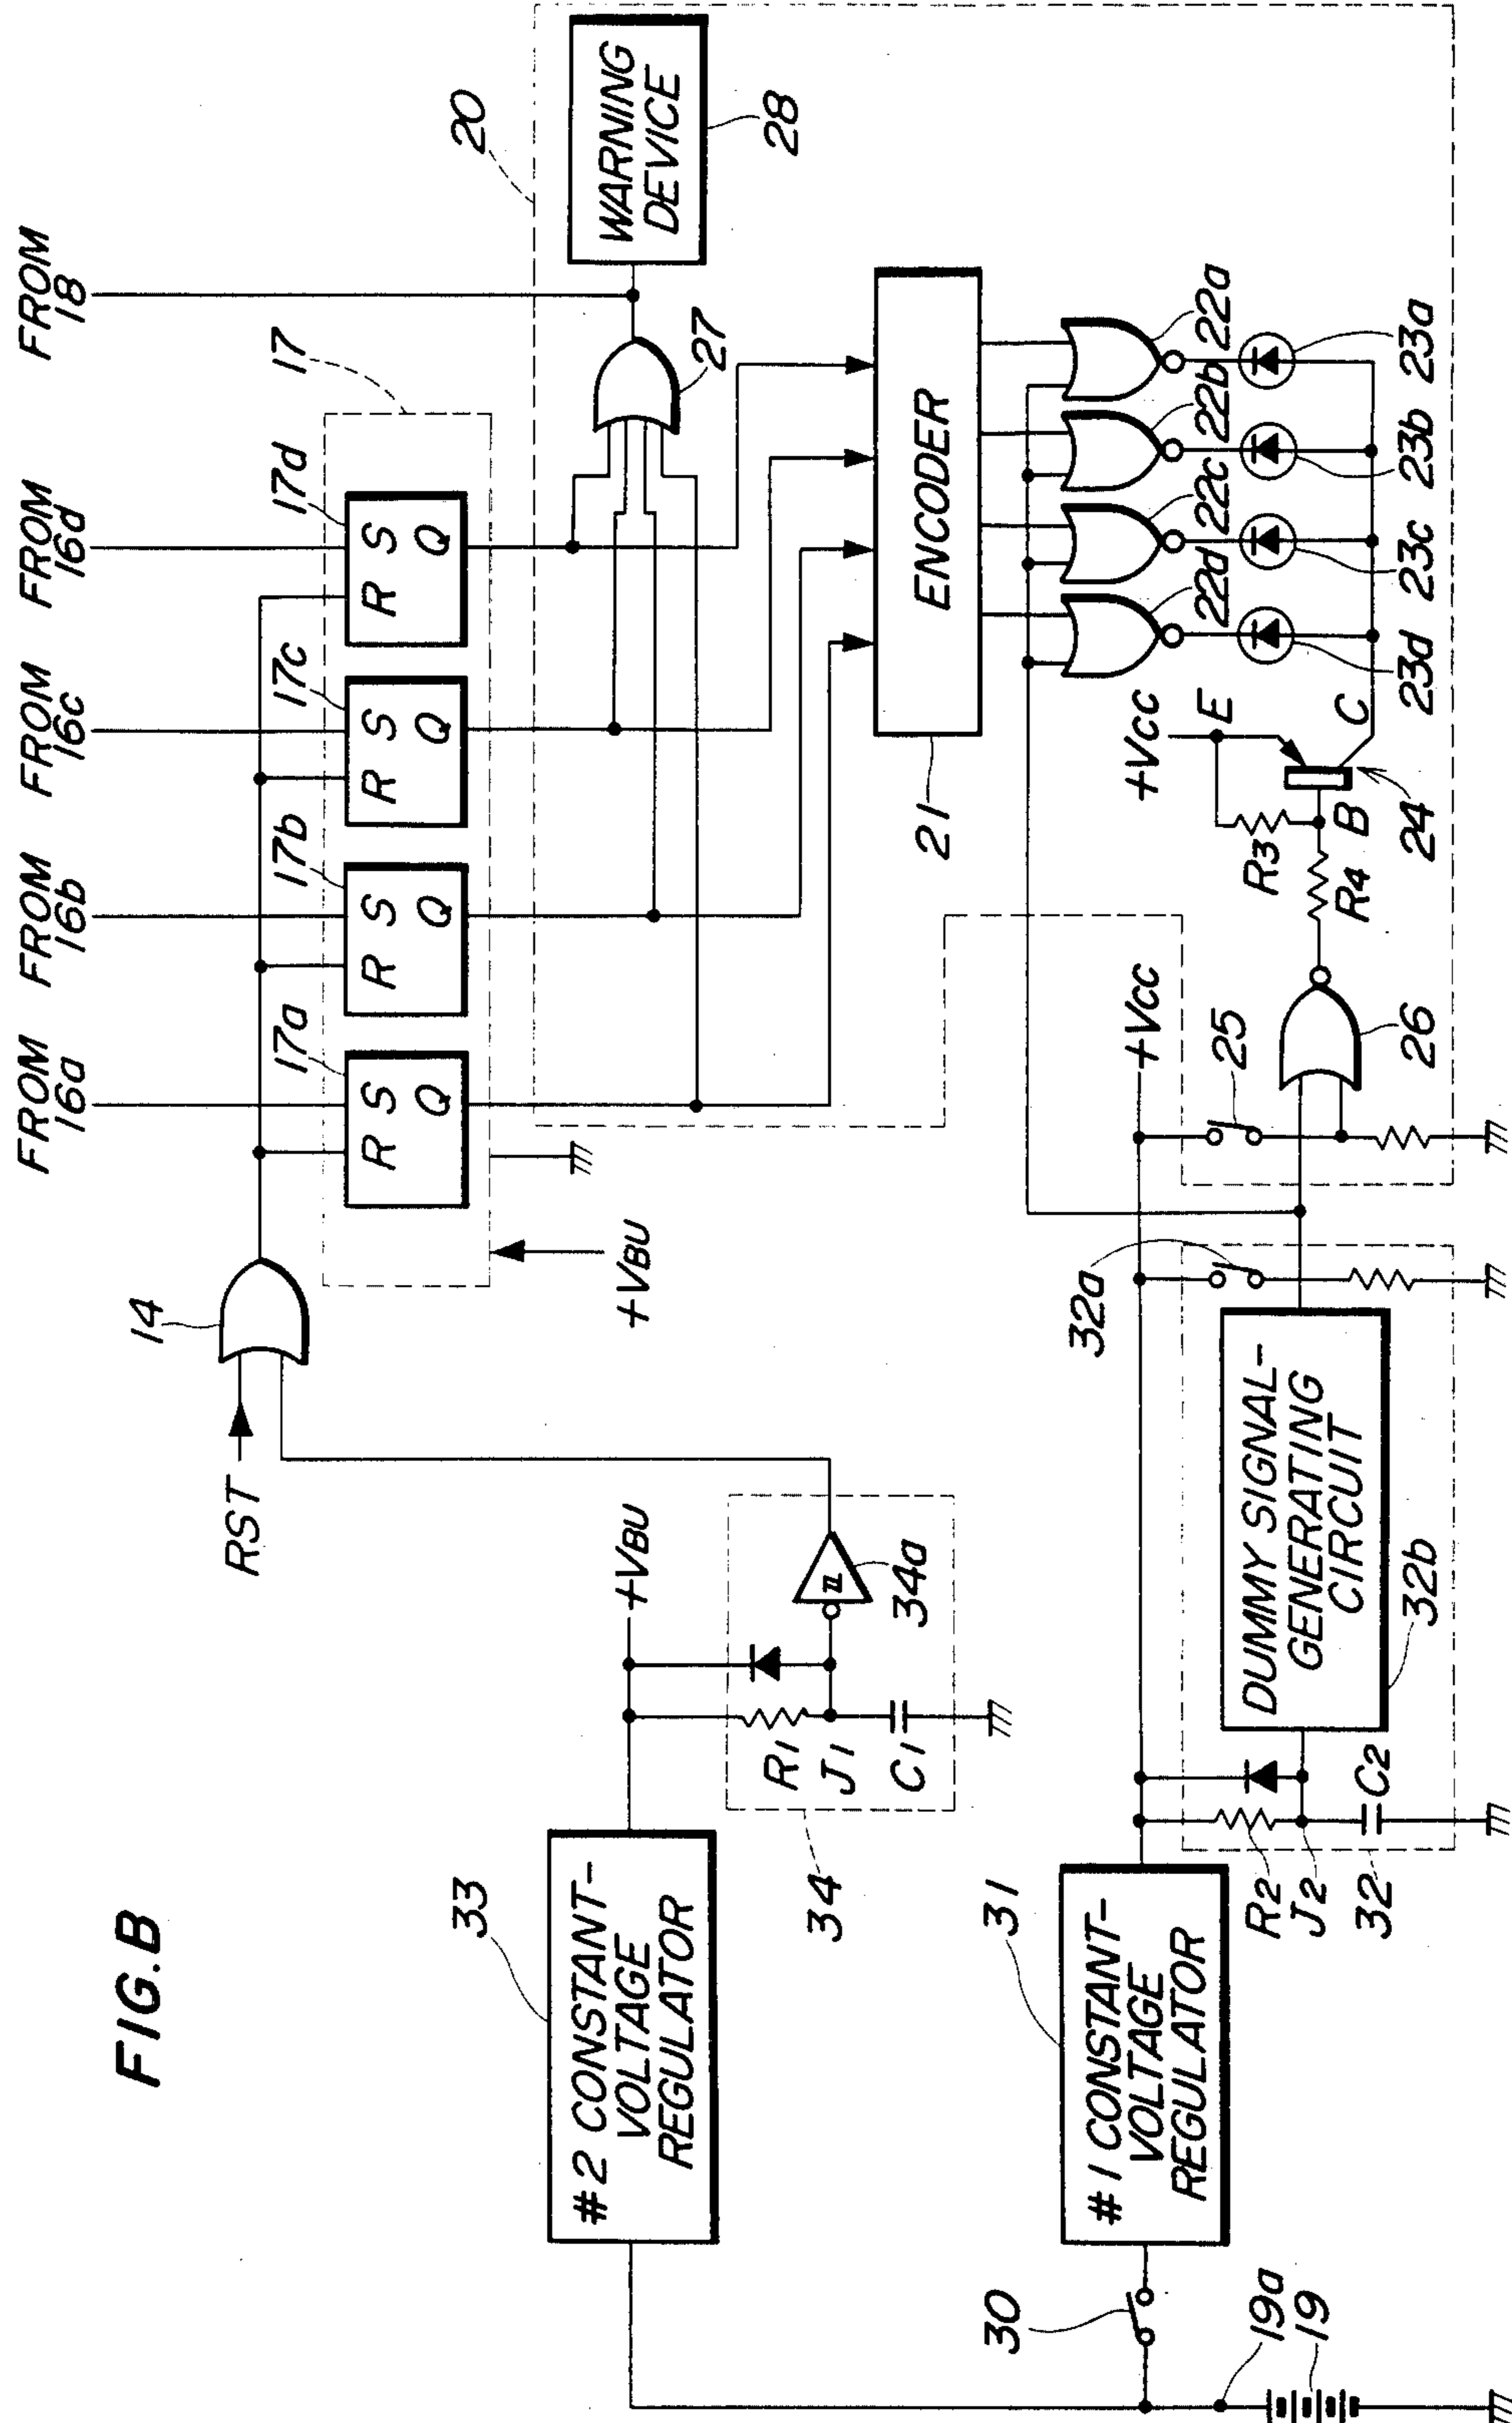 FIG.B
FROM
16a
FROM
16b
FROM
16c
FROM
16d
FROM
18
14
RST
17a
17b
17c
17d
17
R S
Q
R S
Q
R S
Q
R S
Q
+VBU
20
27
WARNING
DEVICE
28
33
#2 CONSTANT-
VOLTAGE
REGULATOR
+VBU
R1
J1
C1
34a
34
ENCODER
21
22a
22b
22c
22d
23a
23b
23c
23d
+VCC
E
C
B
R3
R4
24
+VCC
25
26
30
31
#1 CONSTANT-
VOLTAGE
REGULATOR
32a
DUMMY SIGNAL-
GENERATING
CIRCUIT
32b
R2
J2
C2
32
19a
19